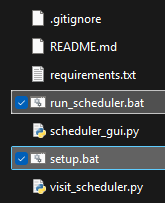 .gitignore
README.md
requirements.txt
run_scheduler.bat
scheduler_gui.py
setup.bat
visit_scheduler.py